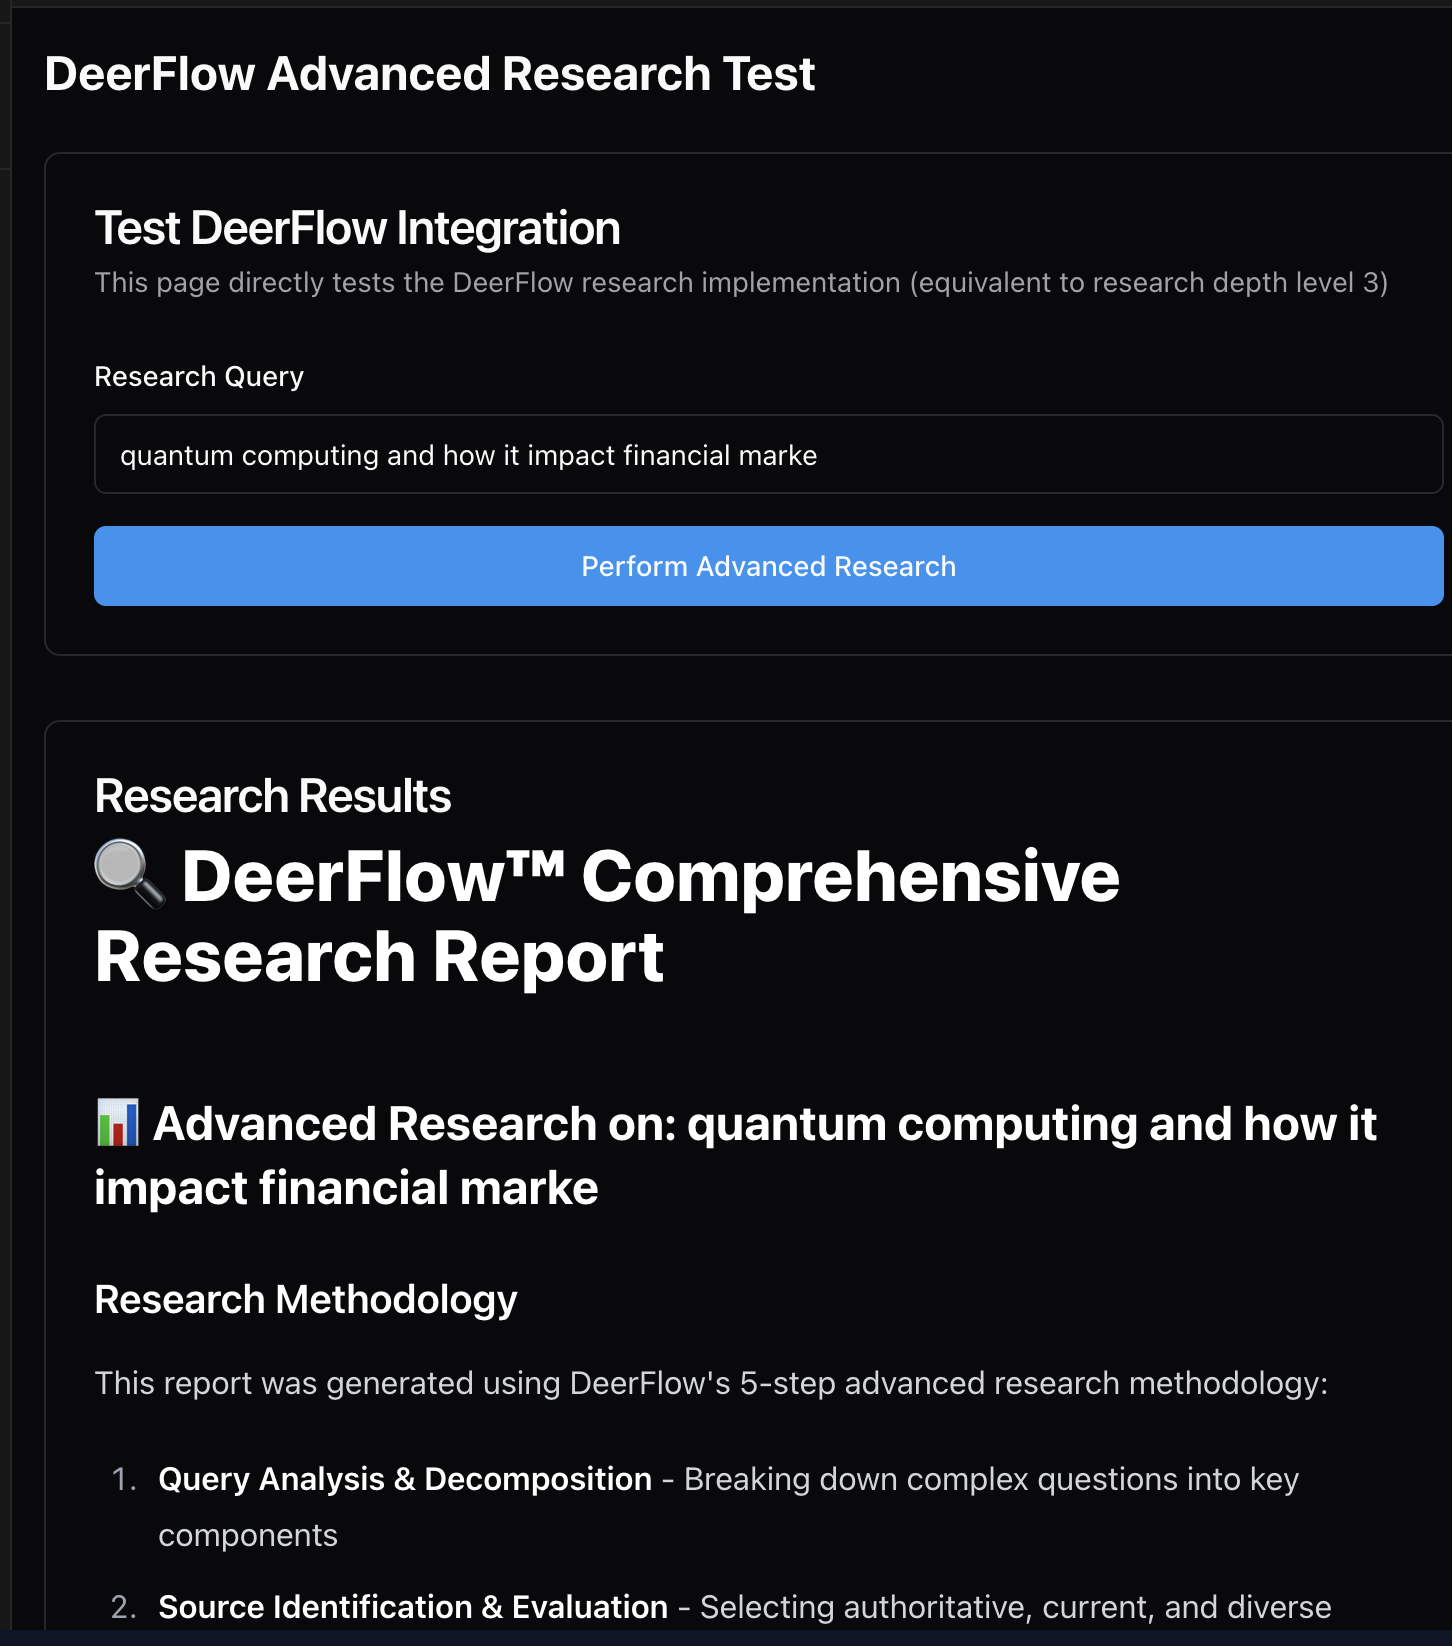 DeerFlow Advanced Research Test
Test DeerFlow Integration
This page directly tests the DeerFlow research implementation (equivalent to research depth level 3)
Research Query
quantum computing and how it impact financial marke
Perform Advanced Research
Research Results
🔍 DeerFlow™ Comprehensive
Research Report
📊 Advanced Research on: quantum computing and how it
impact financial marke
Research Methodology
This report was generated using DeerFlow's 5-step advanced research methodology:
1. Query Analysis & Decomposition - Breaking down complex questions into key
components
2. Source Identification & Evaluation - Selecting authoritative, current, and diverse